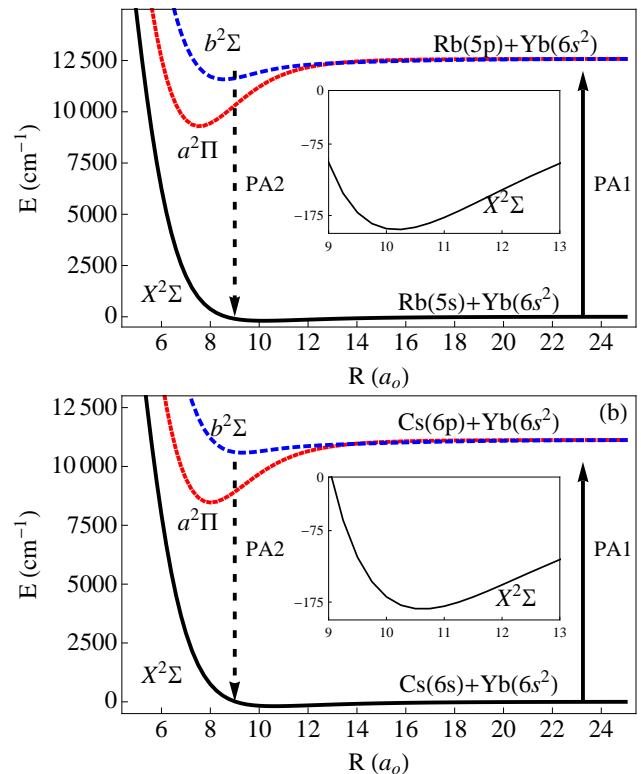 12 500
10 000
7500
5000
2500
0
E (cm⁻¹)
b²Σ
a²Π
X²Σ
PA2
PA1
Rb(5p)+Yb(6s²)
Rb(5s)+Yb(6s²)
0
-75
-175
X²Σ
9 10 11 12 13
6 8 10 12 14 16 18 20 22 24
R (aₒ)
(b)
12 500
10 000
7500
5000
2500
0
E (cm⁻¹)
b²Σ
a²Π
X²Σ
PA2
PA1
Cs(6p)+Yb(6s²)
Cs(6s)+Yb(6s²)
0
-75
-175
X²Σ
9 10 11 12 13
6 8 10 12 14 16 18 20 22 24
R (aₒ)